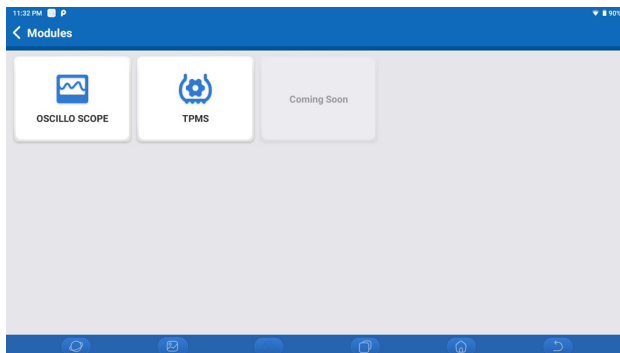 11:32 PM P 90%
Modules
OSCILLO SCOPE
TPMS
Coming Soon